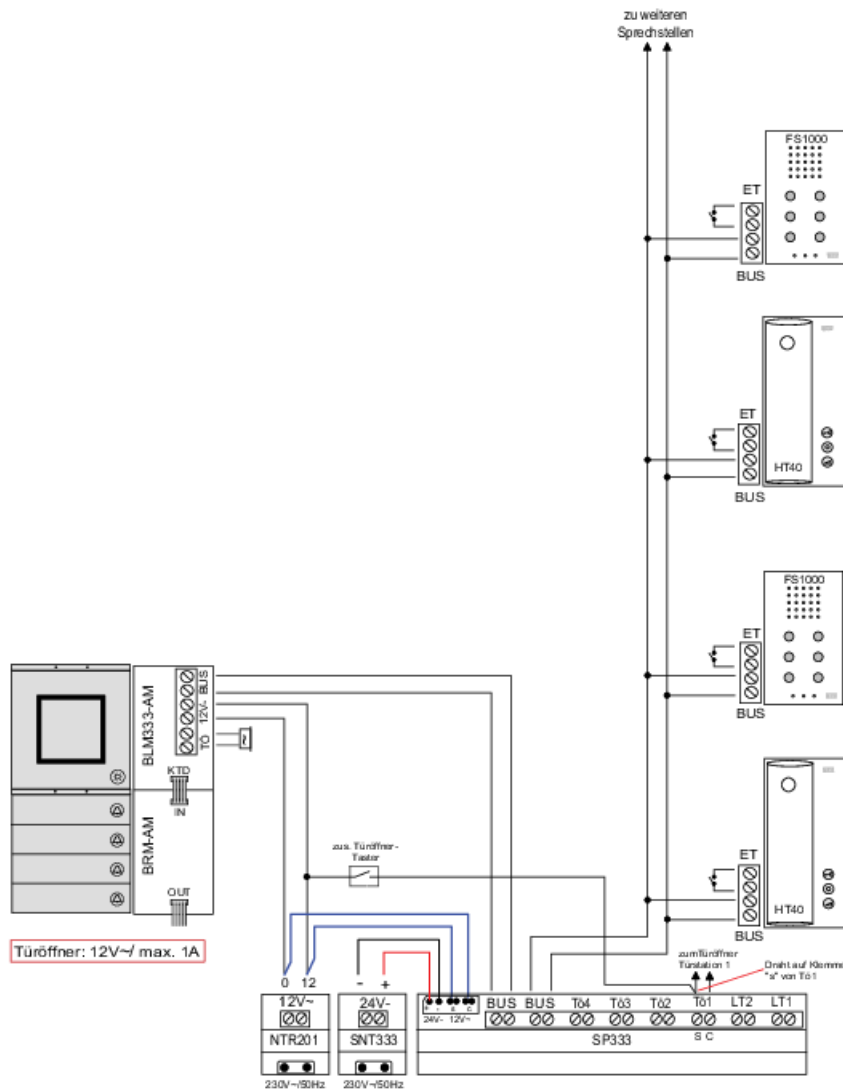 zu weiteren
Sprechstellen
FS1000
ET
BUS
ET
HT40
BUS
FS1000
ET
BUS
ET
HT40
BUS
BLM333-AM
BUS
12V~
TÖ
KTD
IN
BRM-AM
OUT
Türöffner: 12V~/ max. 1A
zus. Türöffner-
Taster
zumTüröffner
Türstation 1
Draht auf Klemme
"s" von Tö1
0 12
- +
12V~
NTR201
230V~/50Hz
24V-
SNT333
230V~/50Hz
+ - s c
24V- 12V~
BUS BUS Tö4 Tö3 Tö2 Tö1 LT2 LT1
S C
SP333